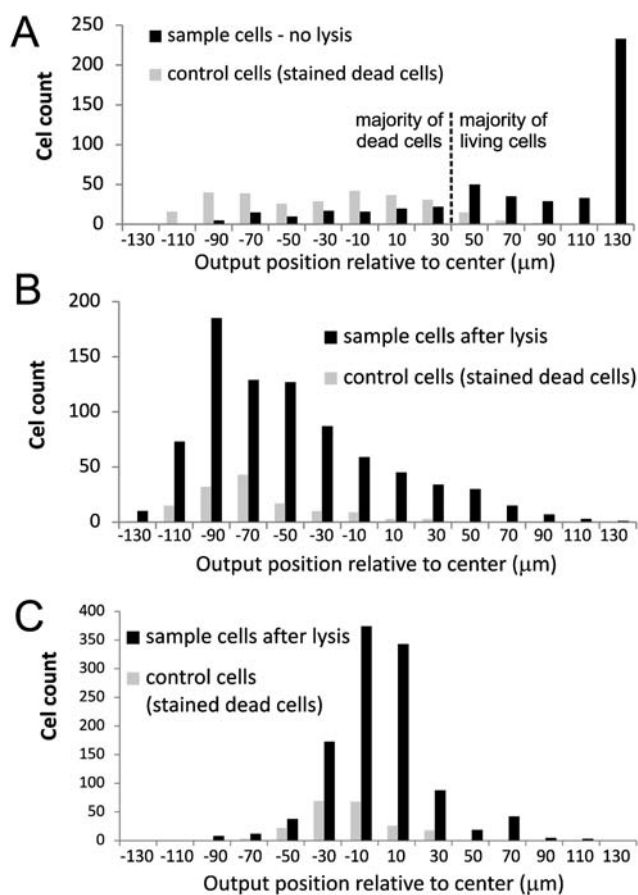 A
250
sample cells - no lysis
200
control cells (stained dead cells)
150
majority of majority of
dead cells living cells
100
50
0
Cel count
-130 -110 -90 -70 -50 -30 -10 10 30 50 70 90 110 130
Output position relative to center (μm)
B
200
sample cells after lysis
150
control cells (stained dead cells)
100
50
0
Cel count
-130 -110 -90 -70 -50 -30 -10 10 30 50 70 90 110 130
Output position relative to center (μm)
C
400
350
sample cells after lysis
300
control cells
(stained dead cells)
250
200
150
100
50
0
Cel count
-130 -110 -90 -70 -50 -30 -10 10 30 50 70 90 110 130
Output position relative to center (μm)